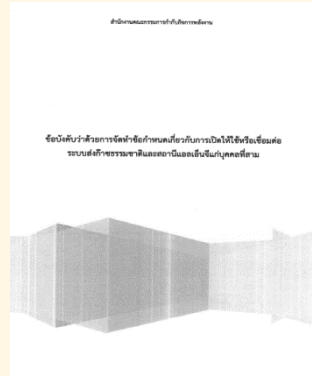 สำนักงานคณะกรรมการกำกับกิจการพลังงาน
ข้อบังคับว่าด้วยการจัดทำข้อกำหนดเกี่ยวกับการเปิดให้ใช้หรือเชื่อมต่อ
ระบบส่งก๊าซธรรมชาติและสถานีแอลเอ็นจีแก่บุคคลที่สาม